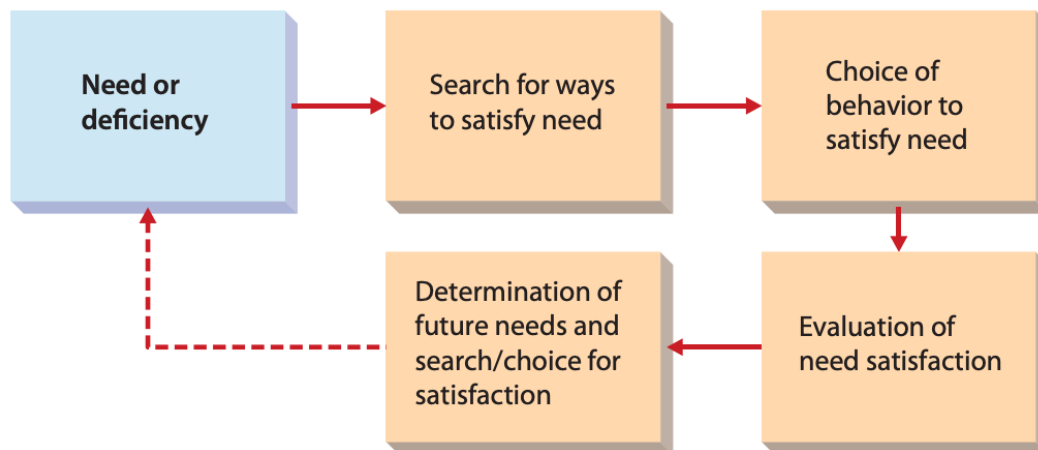 Need or
deficiency
Search for ways
to satisfy need
Choice of
behavior to
satisfy need
Determination of
future needs and
search/choice for
satisfaction
Evaluation of
need satisfaction